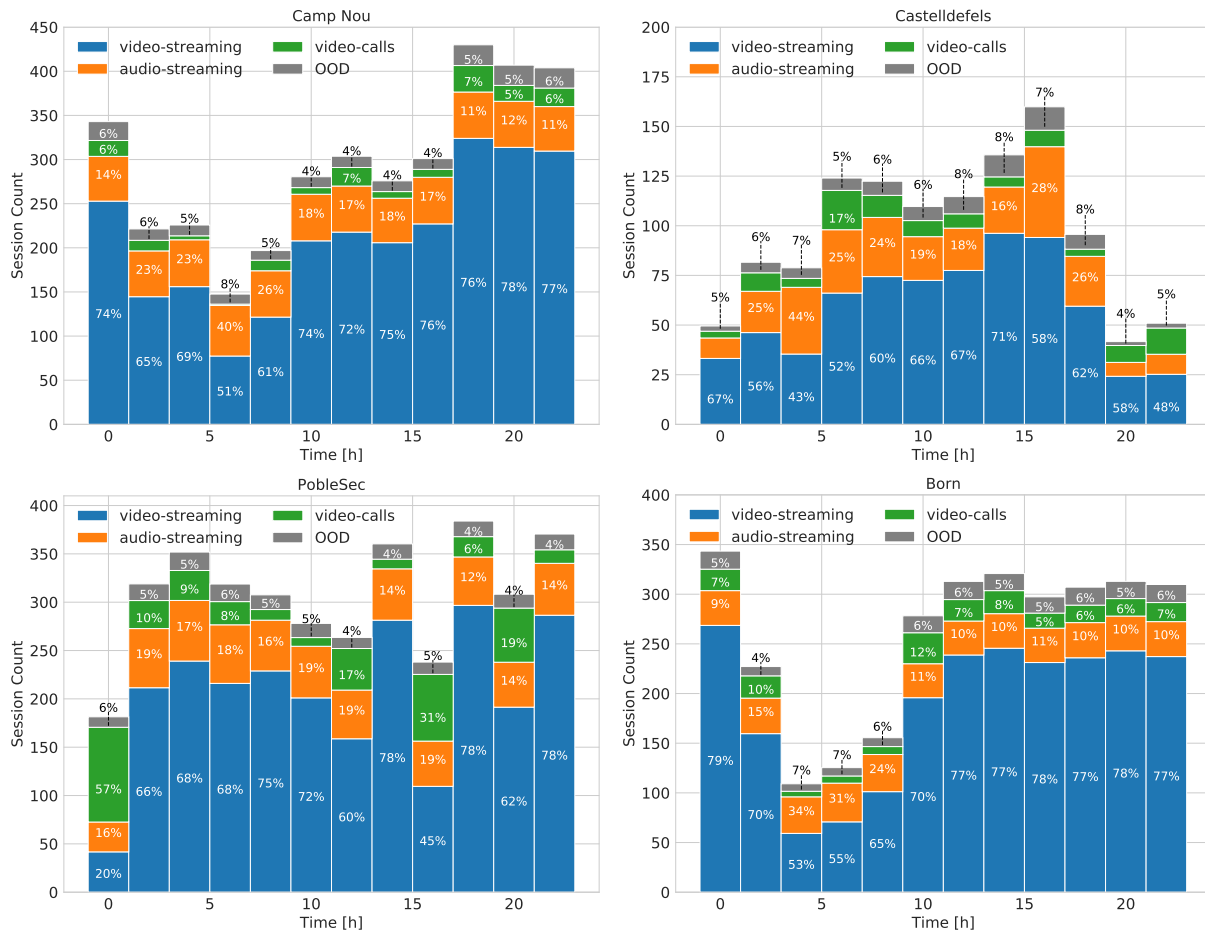 Camp Nou
video-streaming video-calls
audio-streaming OOD
Session Count
450
400
350
300
250
200
150
100
50
0
6% 6% 14% 74%
6% 23% 65%
5% 23% 69%
8% 40% 51%
5% 26% 61%
4% 18% 74%
4% 7% 17% 72%
4% 18% 75%
4% 17% 76%
5% 7% 11% 76%
5% 5% 12% 78%
6% 6% 11% 77%
0 5 10 15 20
Time [h]
Castelldefels
video-streaming video-calls
audio-streaming OOD
Session Count
200
175
150
125
100
75
50
25
0
5% 67%
6% 25% 56%
7% 44% 43%
5% 17% 25% 52%
6% 24% 60%
6% 19% 66%
8% 18% 67%
8% 16% 71%
7% 28% 58%
8% 26% 62%
4% 58%
5% 48%
0 5 10 15 20
Time [h]
PobleSec
video-streaming video-calls
audio-streaming OOD
Session Count
400
350
300
250
200
150
100
50
0
6% 57% 16% 20%
5% 10% 19% 66%
5% 9% 17% 68%
6% 8% 18% 68%
5% 16% 75%
5% 19% 72%
4% 17% 19% 60%
4% 14% 78%
5% 31% 19% 45%
4% 6% 12% 78%
4% 19% 14% 62%
4% 14% 78%
0 5 10 15 20
Time [h]
Born
video-streaming video-calls
audio-streaming OOD
Session Count
400
350
300
250
200
150
100
50
0
5% 7% 9% 79%
4% 10% 15% 70%
7% 34% 53%
7% 31% 55%
6% 24% 65%
6% 12% 11% 70%
6% 7% 10% 77%
5% 8% 10% 77%
5% 5% 11% 78%
6% 6% 10% 77%
5% 6% 10% 78%
6% 7% 10% 77%
0 5 10 15 20
Time [h]